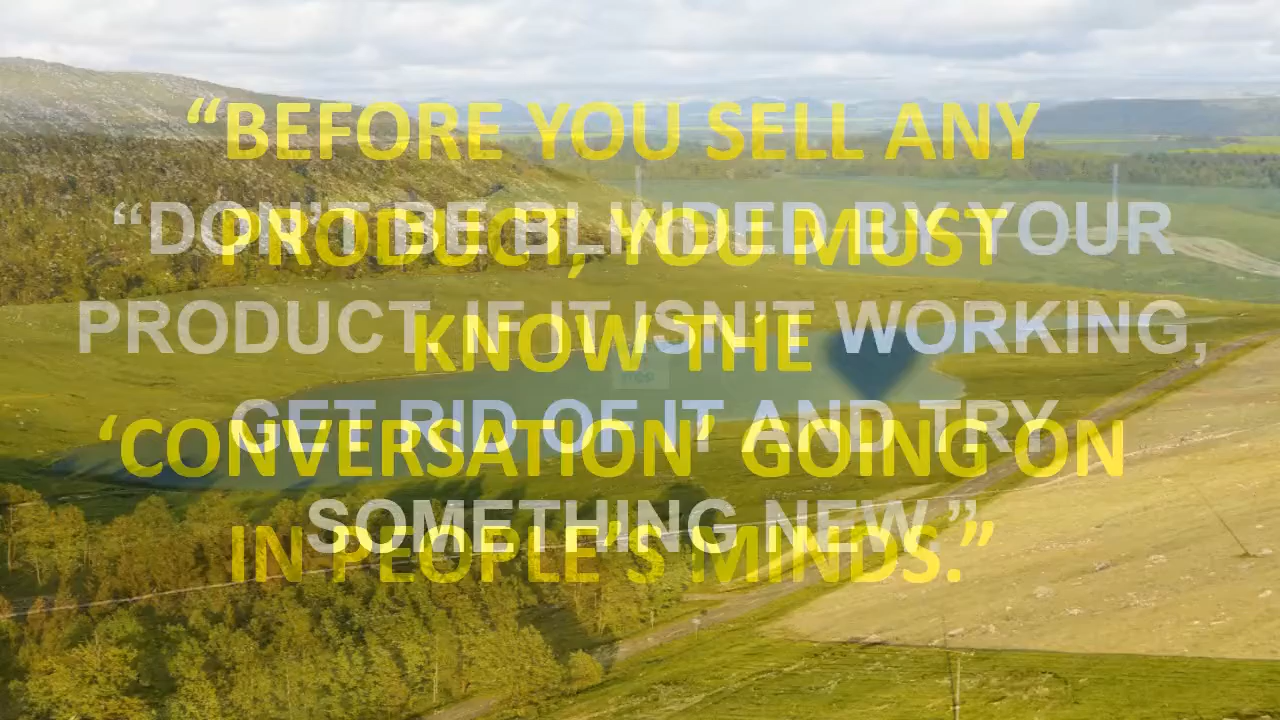 “BEFORE YOU SELL ANY
PRODUCT, YOU MUST
KNOW THE
‘CONVERSATION’ GOING ON
IN PEOPLE’S MINDS.”
“DON’T BE BLINDED BY YOUR
PRODUCT. IF IT ISN’T WORKING,
GET RID OF IT AND TRY
SOMETHING NEW.”